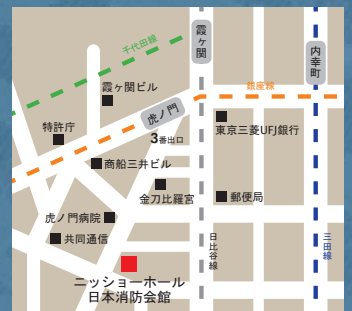 千代田線
霞ヶ関
内幸町
霞ヶ関ビル
銀座線
虎ノ門
特許庁
3番出口
東京三菱UFJ銀行
商船三井ビル
金刀比羅宮
郵便局
虎ノ門病院
共同通信
日比谷線
三田線
ニッショーホール
日本消防会館